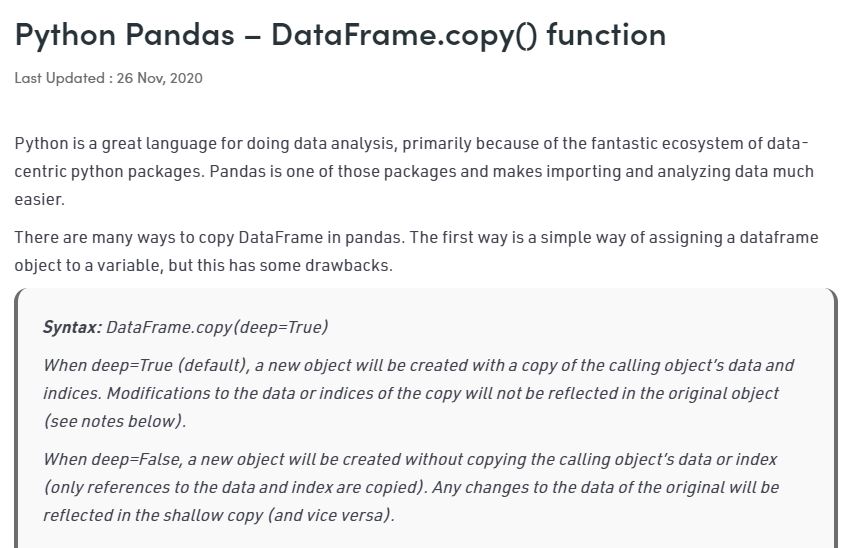 Python Pandas – DataFrame.copy() function
Last Updated : 26 Nov, 2020
Python is a great language for doing data analysis, primarily because of the fantastic ecosystem of data-
centric python packages. Pandas is one of those packages and makes importing and analyzing data much
easier.
There are many ways to copy DataFrame in pandas. The first way is a simple way of assigning a dataframe
object to a variable, but this has some drawbacks.
Syntax: DataFrame.copy(deep=True)
When deep=True (default), a new object will be created with a copy of the calling object's data and
indices. Modifications to the data or indices of the copy will not be reflected in the original object
(see notes below).
When deep=False, a new object will be created without copying the calling object's data or index
(only references to the data and index are copied). Any changes to the data of the original will be
reflected in the shallow copy (and vice versa).